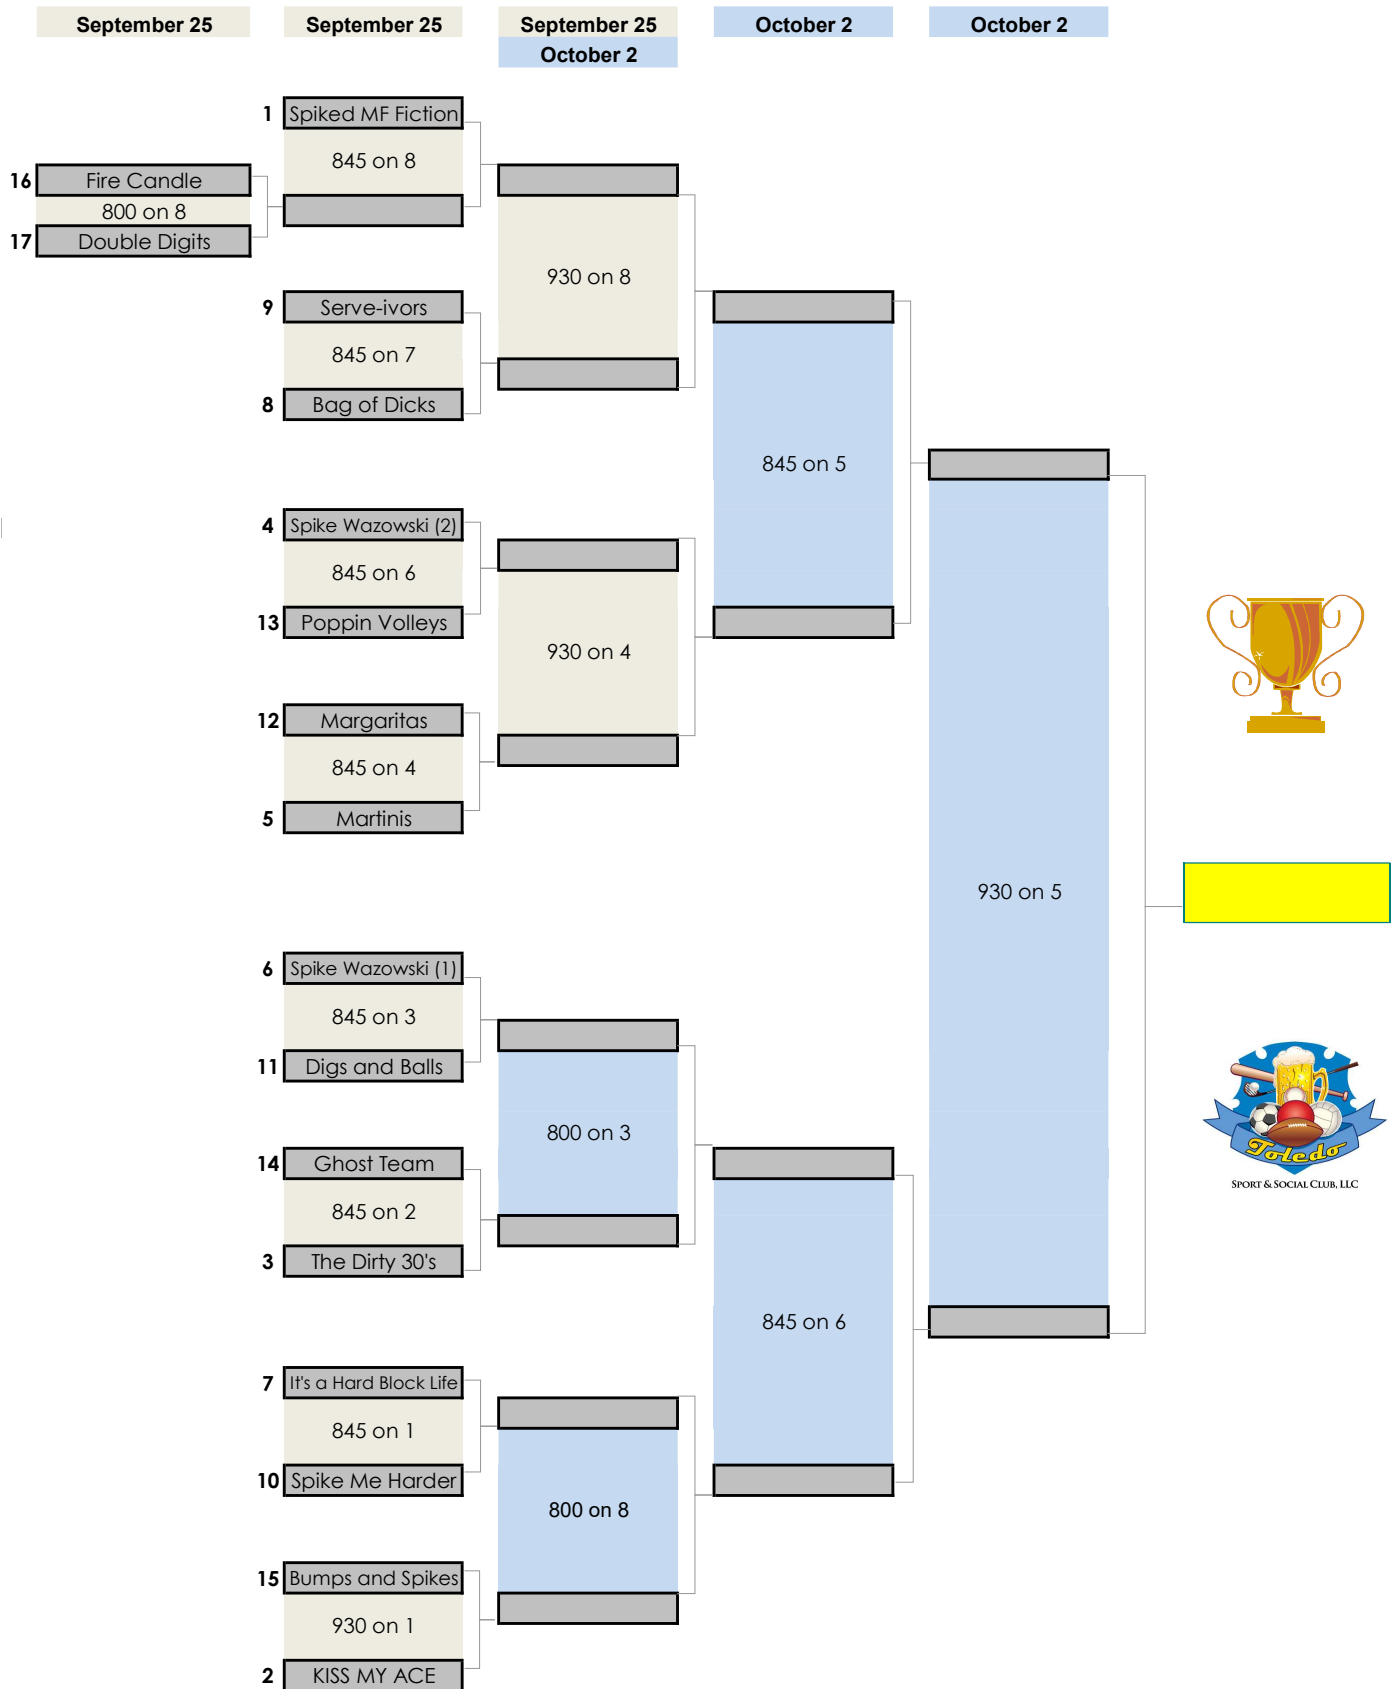 September 25
September 25
September 25
October 2
October 2
October 2
1 Spiked MF Fiction
845 on 8
16 Fire Candle
800 on 8
17 Double Digits
930 on 8
9 Serve-ivors
845 on 7
8 Bag of Dicks
845 on 5
4 Spike Wazowski (2)
845 on 6
13 Poppin Volleys
930 on 4
12 Margaritas
845 on 4
5 Martinis
930 on 5
6 Spike Wazowski (1)
845 on 3
11 Digs and Balls
800 on 3
14 Ghost Team
845 on 2
3 The Dirty 30's
Toledo
SPORT & SOCIAL CLUB, LLC
845 on 6
7 It's a Hard Block Life
845 on 1
10 Spike Me Harder
800 on 8
15 Bumps and Spikes
930 on 1
2 KISS MY ACE